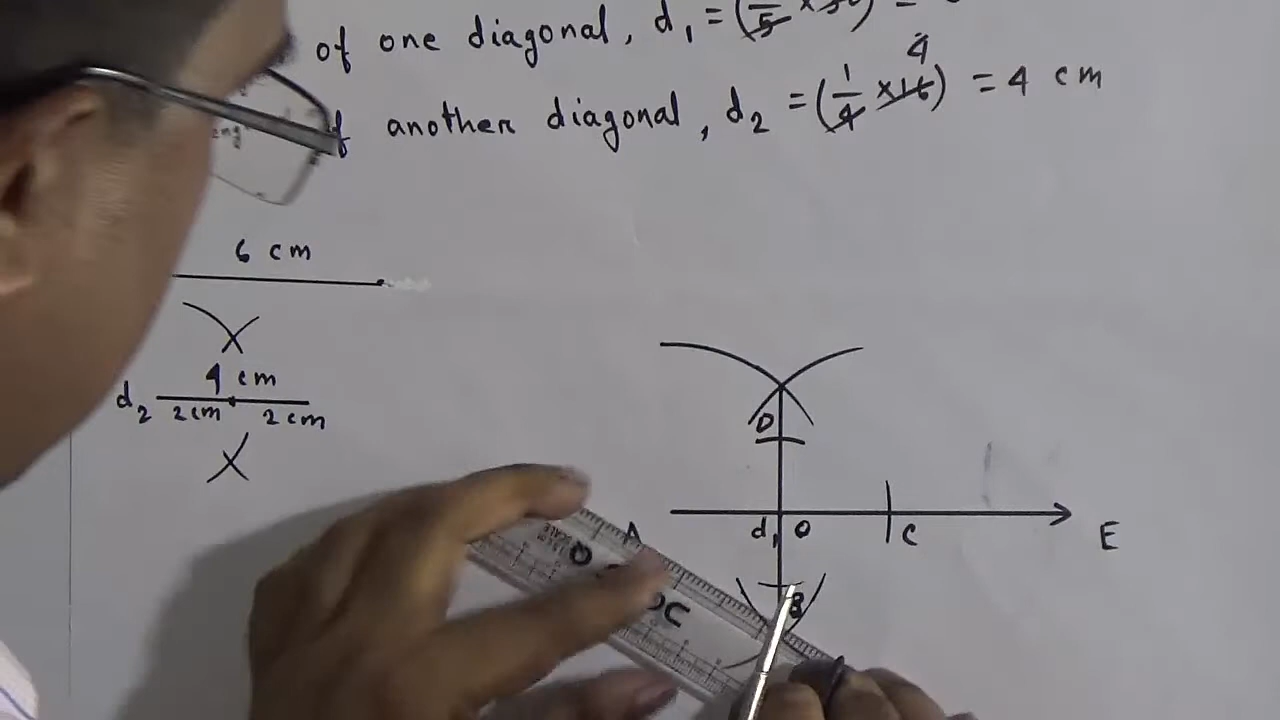 of one diagonal, d₁ = (
of another diagonal, d₂ = (1/4 × 16) = 4 cm
4
6 cm
4 cm
d₂
2 cm 2 cm
D
A d₁ O C E
B